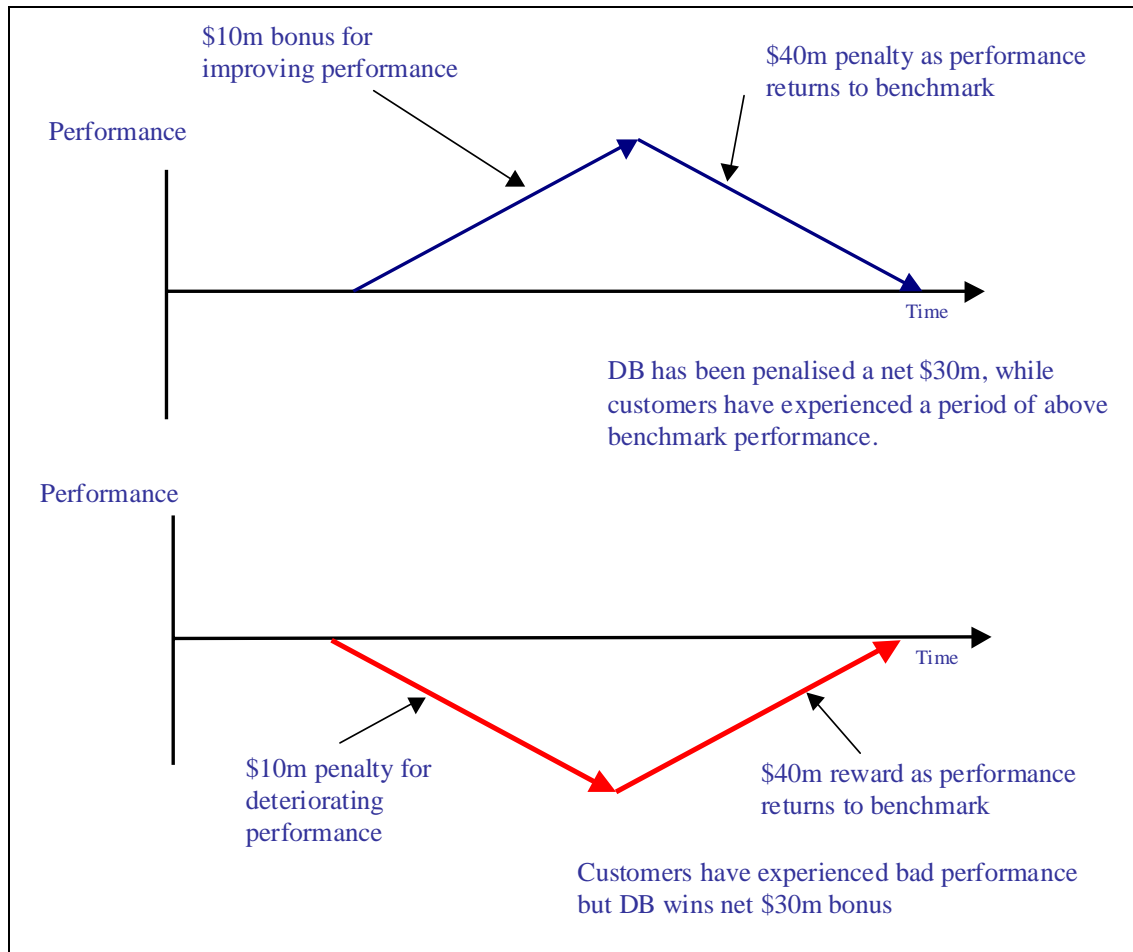 $10m bonus for
improving performance
$40m penalty as performance
returns to benchmark
Performance
Time
DB has been penalised a net $30m, while
customers have experienced a period of above
benchmark performance.
Performance
Time
$10m penalty for
deteriorating
performance
$40m reward as performance
returns to benchmark
Customers have experienced bad performance
but DB wins net $30m bonus